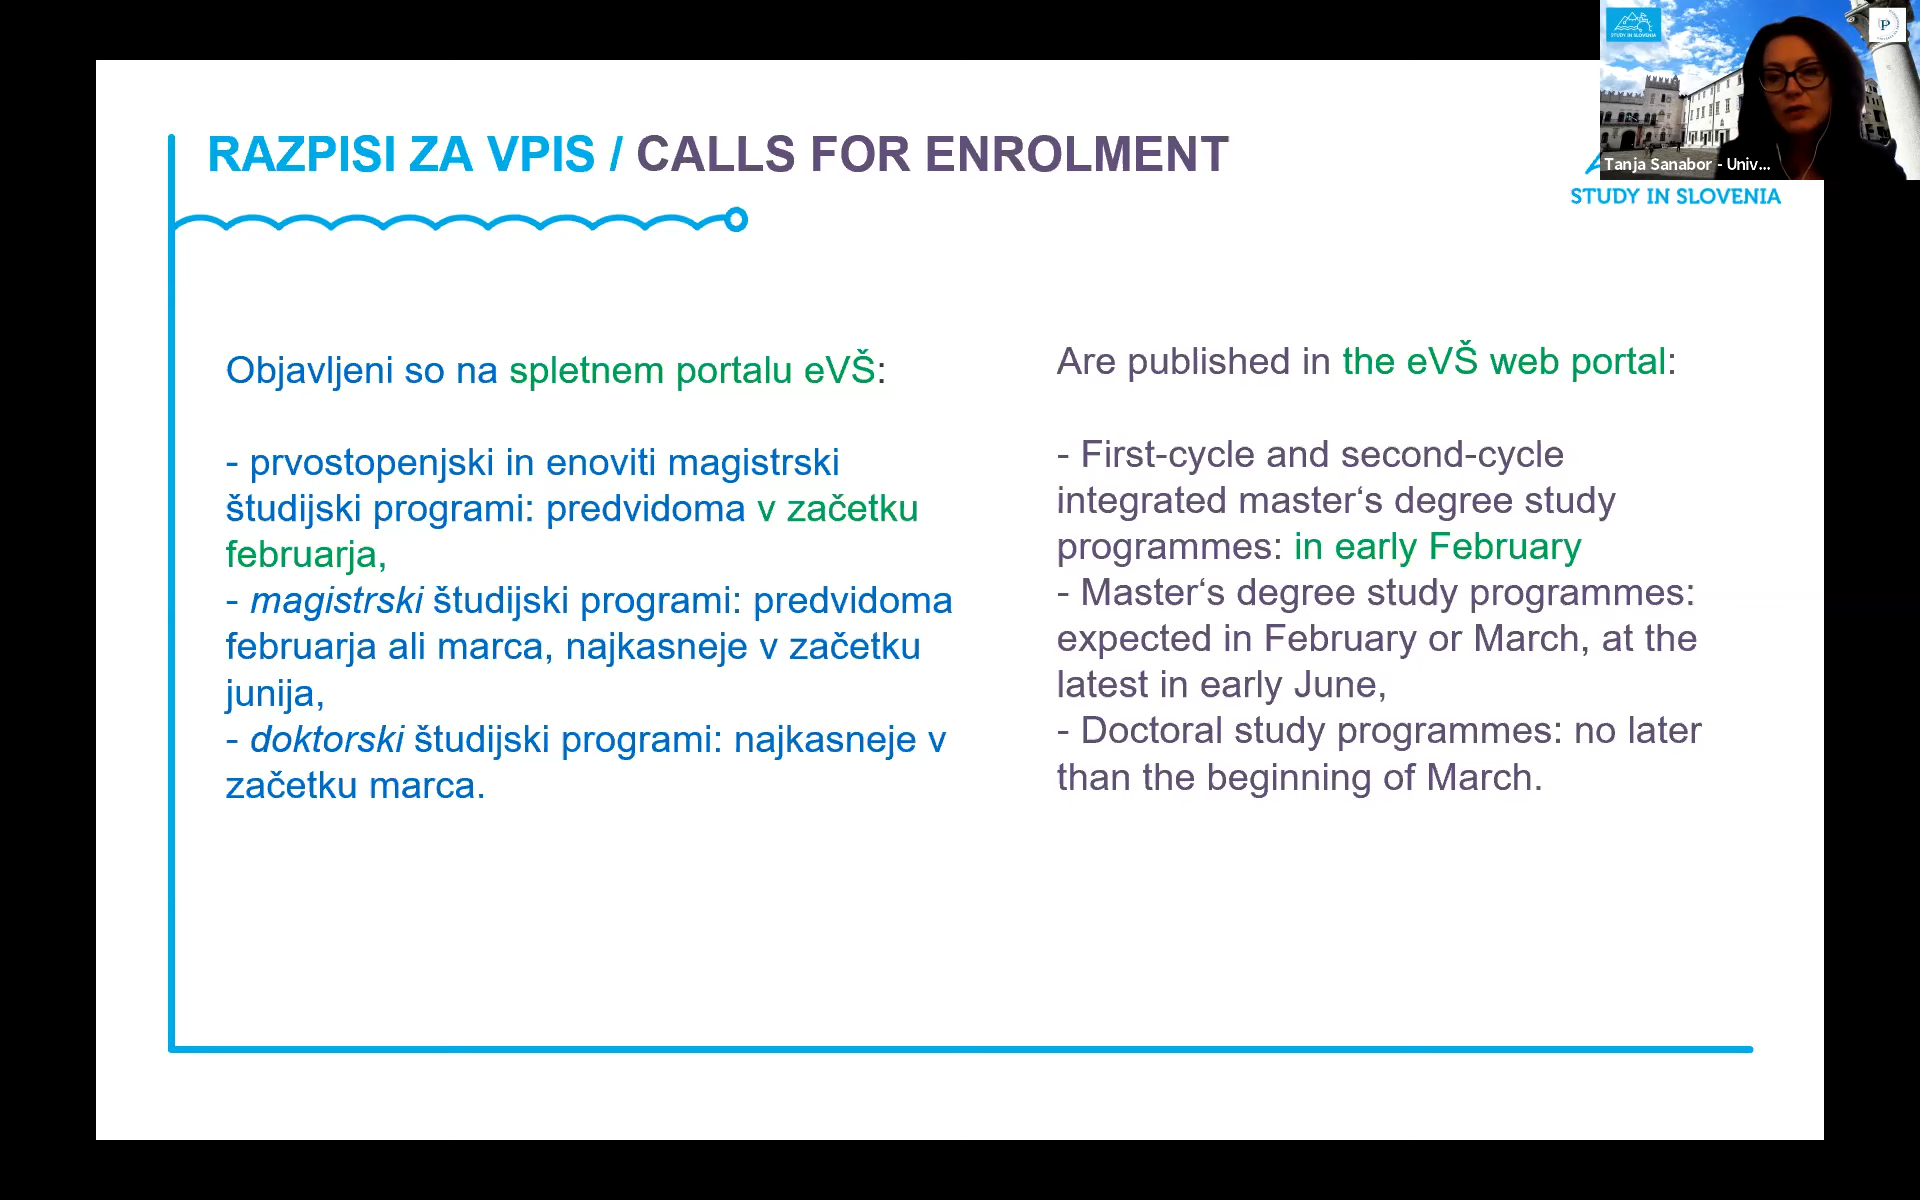 RAZPISI ZA VPIS / CALLS FOR ENROLMENT
STUDY IN SLOVENIA
Tanja Sanabor - Univ...
STUDY IN SLOVENIA
P
Objavljeni so na spletnem portalu eVŠ:
- prvostopenjski in enoviti magistrski
študijski programi: predvidoma v začetku
februarja,
- magistrski študijski programi: predvidoma
februarja ali marca, najkasneje v začetku
junija,
- doktorski študijski programi: najkasneje v
začetku marca.
Are published in the eVŠ web portal:
- First-cycle and second-cycle
integrated master‘s degree study
programmes: in early February
- Master‘s degree study programmes:
expected in February or March, at the
latest in early June,
- Doctoral study programmes: no later
than the beginning of March.